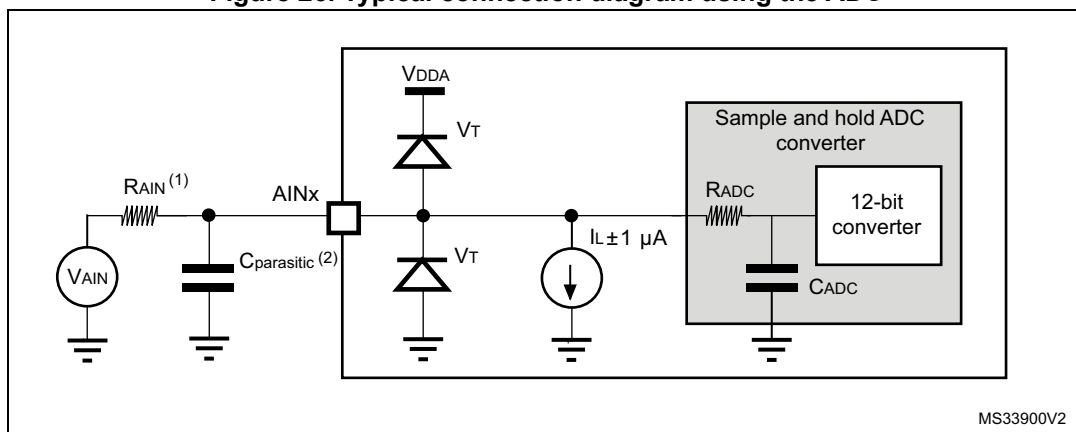 Figure Typical connection diagram using the ADC
VDDA
Sample and hold ADC
converter
VT
RAIN (1)
AINx
RADC
12-bit
converter
IL±1 µA
VT
Cparasitic (2)
VAIN
CADC
MS33900V2